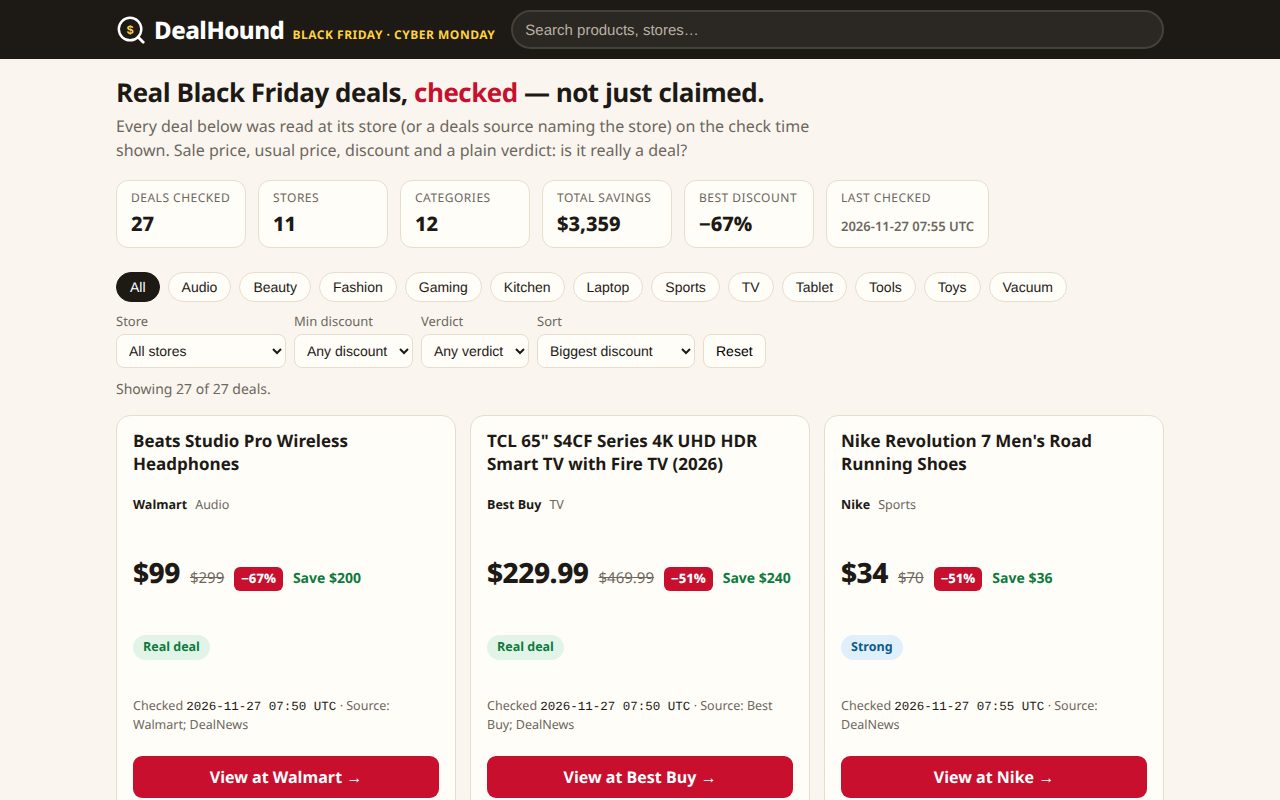 $ DealHound BLACK FRIDAY · CYBER MONDAY Search products, stores…
Real Black Friday deals, checked — not just claimed.
Every deal below was read at its store (or a deals source naming the store) on the check time
shown. Sale price, usual price, discount and a plain verdict: is it really a deal?
DEALS CHECKED
27
STORES
11
CATEGORIES
12
TOTAL SAVINGS
$3,359
BEST DISCOUNT
−67%
LAST CHECKED
2026-11-27 07:55 UTC
All Audio Beauty Fashion Gaming Kitchen Laptop Sports TV Tablet Tools Toys Vacuum
Store Min discount Verdict Sort
All stores Any discount Any verdict Biggest discount Reset
Showing 27 of 27 deals.
Beats Studio Pro Wireless
Headphones
Walmart Audio
$99 $299 −67% Save $200
Real deal
Checked 2026-11-27 07:50 UTC · Source:
Walmart; DealNews
View at Walmart →
TCL 65" S4CF Series 4K UHD HDR
Smart TV with Fire TV (2026)
Best Buy TV
$229.99 $469.99 −51% Save $240
Real deal
Checked 2026-11-27 07:50 UTC · Source: Best
Buy; DealNews
View at Best Buy →
Nike Revolution 7 Men's Road
Running Shoes
Nike Sports
$34 $70 −51% Save $36
Strong
Checked 2026-11-27 07:55 UTC · Source:
DealNews
View at Nike →